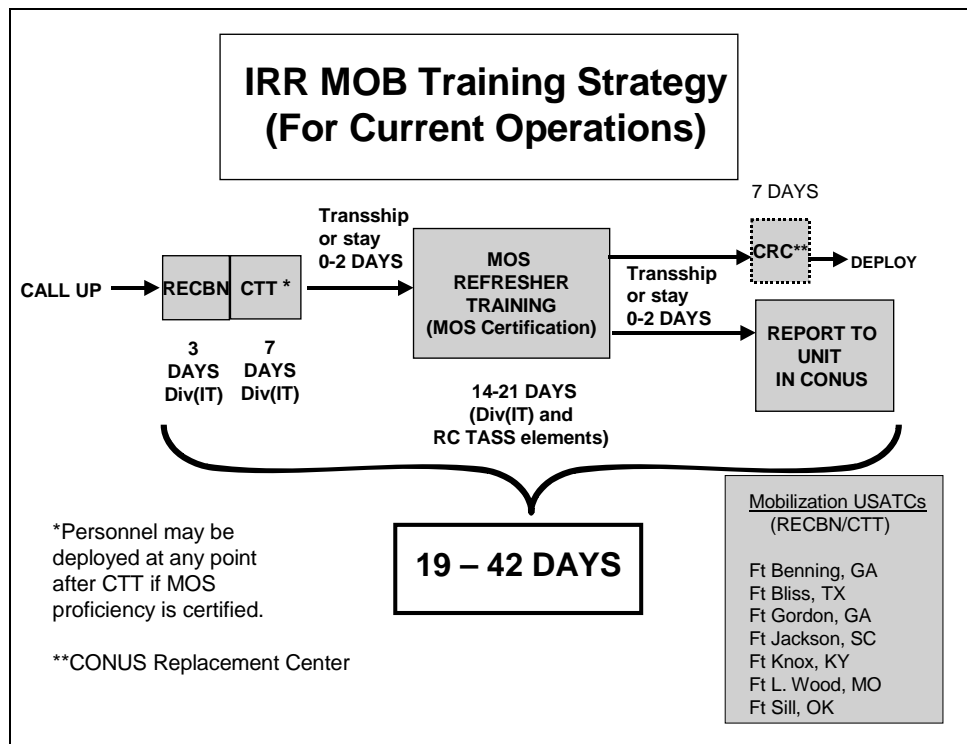 IRR MOB Training Strategy
(For Current Operations)
7 DAYS
Transship
or stay
0-2 DAYS
CALL UP
RECBN
CTT *
MOS
REFRESHER
TRAINING
(MOS Certification)
CRC**
DEPLOY
Transship
or stay
0-2 DAYS
REPORT TO
UNIT
IN CONUS
3
DAYS
Div(IT)
7
DAYS
Div(IT)
14-21 DAYS
(Div(IT) and
RC TASS elements)
19 – 42 DAYS
*Personnel may be
deployed at any point
after CTT if MOS
proficiency is certified.
**CONUS Replacement Center
Mobilization USATCs
(RECBN/CTT)
Ft Benning, GA
Ft Bliss, TX
Ft Gordon, GA
Ft Jackson, SC
Ft Knox, KY
Ft L. Wood, MO
Ft Sill, OK